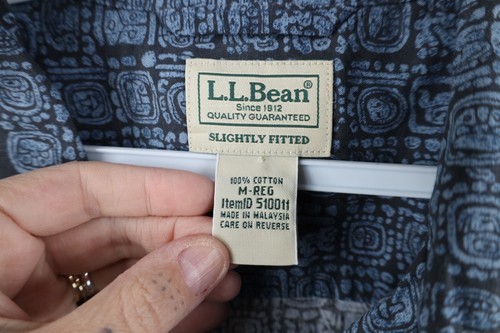 L.L.Bean®
Since 1912
QUALITY GUARANTEED
SLIGHTLY FITTED
100% COTTON
M-REG
ItemID 510011
MADE IN MALAYSIA
CARE ON REVERSE